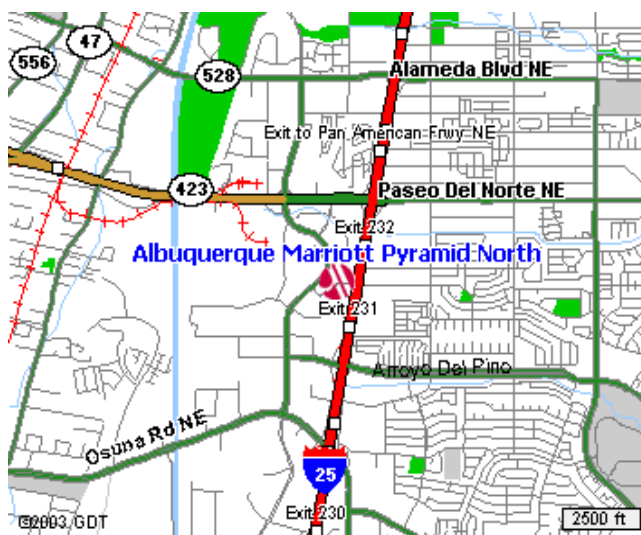 47
556
528
Alameda Blvd NE
Exit to Pan American Frwy NE
423
Paseo Del Norte NE
Exit 232
Albuquerque Marriott Pyramid North
Exit 231
Arroyo Del Pino
Osuna Rd NE
25
Exit 230
©2003, GDT
2500 ft